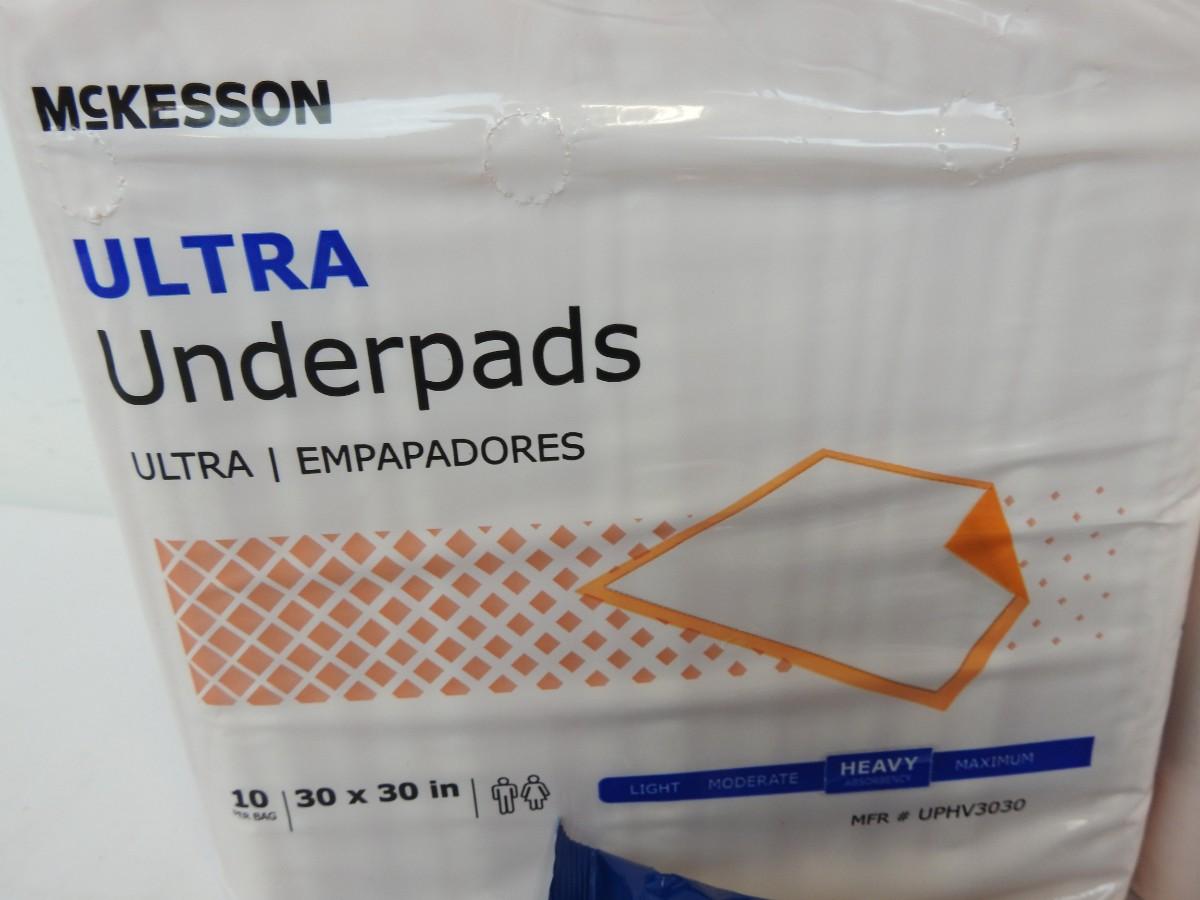 McKESSON
ULTRA
Underpads
ULTRA | EMPAPADORES
10 | 30 x 30 in |
PER BAG
LIGHT MODERATE HEAVY MAXIMUM
ABSORBENCY
MFR # UPHV3030